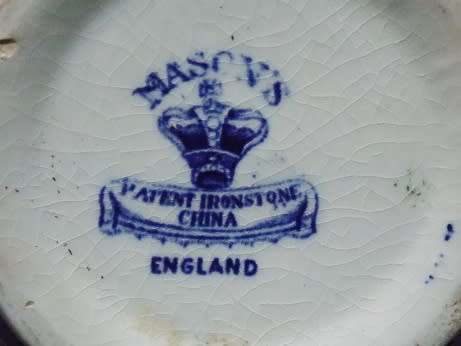 MASON'S
PATENT IRONSTONE
CHINA
ENGLAND